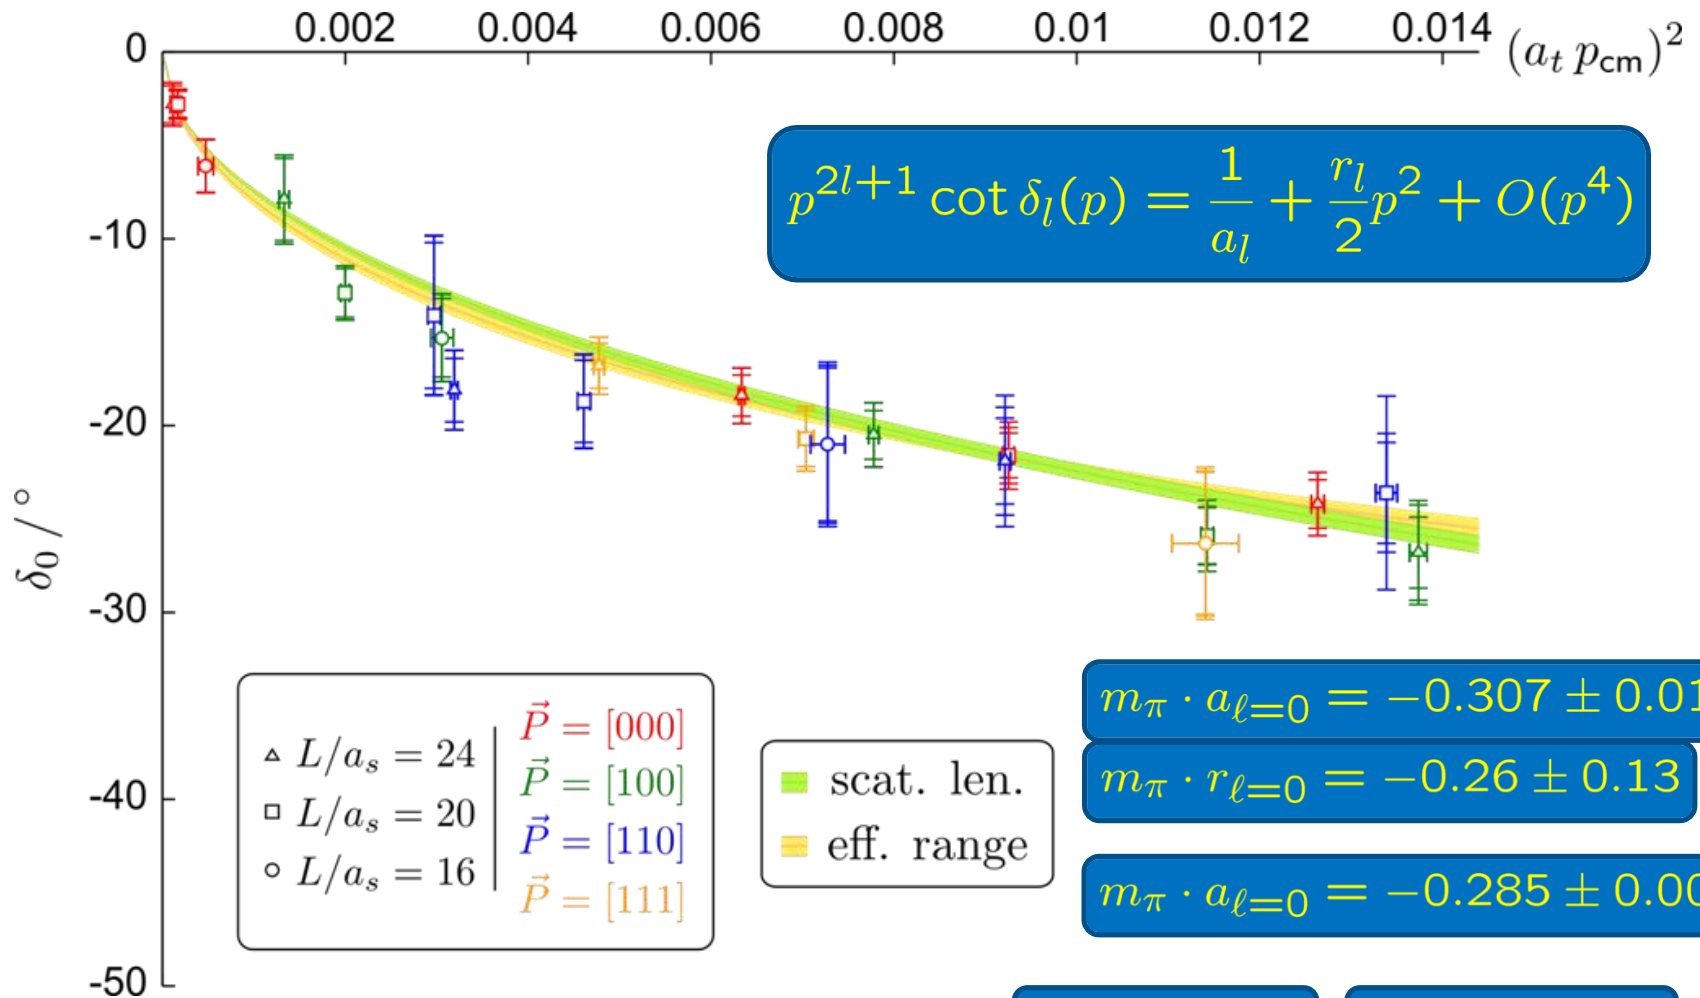 0.002 0.004 0.006 0.008 0.01 0.012 0.014
(a_t p_cm)^2
0
-10
-20
-30
-40
-50
δ_0 / °
p^{2l+1} cot δ_l(p) = 1/a_l + r_l/2 p^2 + O(p^4)
△ L/a_s = 24
□ L/a_s = 20
○ L/a_s = 16
P⃗ = [000]
P⃗ = [100]
P⃗ = [110]
P⃗ = [111]
scat. len.
eff. range
m_π · a_{ℓ=0} = −0.307 ± 0.01
m_π · r_{ℓ=0} = −0.26 ± 0.13
m_π · a_{ℓ=0} = −0.285 ± 0.00